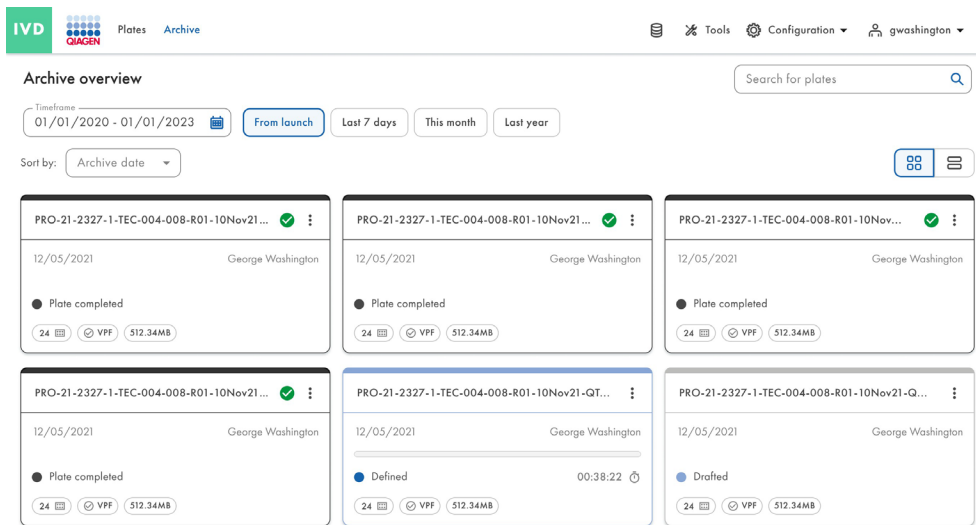 IVD QIAGEN Plates Archive Tools Configuration gwashington
Archive overview Search for plates
Timeframe
01/01/2020 - 01/01/2023 From launch Last 7 days This month Last year
Sort by: Archive date
PRO-21-2327-1-TEC-004-008-R01-10Nov21... PRO-21-2327-1-TEC-004-008-R01-10Nov21... PRO-21-2327-1-TEC-004-008-R01-10Nov...
12/05/2021 George Washington 12/05/2021 George Washington 12/05/2021 George Washington
Plate completed Plate completed Plate completed
24 VPF 512.34MB 24 VPF 512.34MB 24 VPF 512.34MB
PRO-21-2327-1-TEC-004-008-R01-10Nov21... PRO-21-2327-1-TEC-004-008-R01-10Nov21-QT... PRO-21-2327-1-TEC-004-008-R01-10Nov21-Q...
12/05/2021 George Washington 12/05/2021 George Washington 12/05/2021 George Washington
Plate completed Defined 00:38:22 Drafted
24 VPF 512.34MB 24 VPF 512.34MB 24 VPF 512.34MB